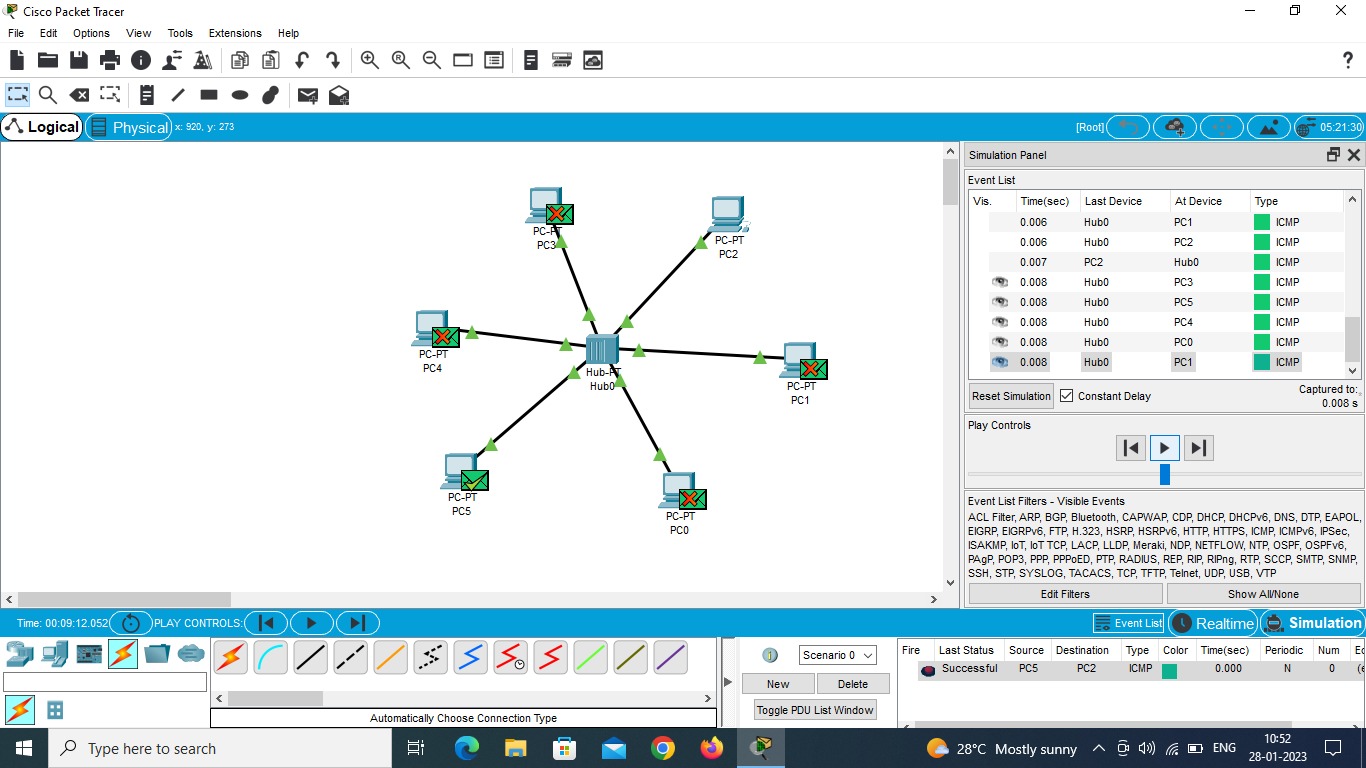 Cisco Packet Tracer
File Edit Options View Tools Extensions Help
Logical Physical x: 920, y: 273 [Root] 05:21:30
Simulation Panel
Event List
Vis. Time(sec) Last Device At Device Type
0.006 Hub0 PC1 ICMP
0.006 Hub0 PC2 ICMP
0.007 PC2 Hub0 ICMP
0.008 Hub0 PC3 ICMP
0.008 Hub0 PC5 ICMP
0.008 Hub0 PC4 ICMP
0.008 Hub0 PC0 ICMP
0.008 Hub0 PC1 ICMP
Reset Simulation Constant Delay Captured to:
0.008 s
Play Controls
Event List Filters - Visible Events
ACL Filter, ARP, BGP, Bluetooth, CAPWAP, CDP, DHCP, DHCPv6, DNS, DTP, EAPOL,
EIGRP, EIGRPv6, FTP, H.323, HSRP, HSRPv6, HTTP, HTTPS, ICMP, ICMPv6, IPSec,
ISAKMP, IoT, IoT TCP, LACP, LLDP, Meraki, NDP, NETFLOW, NTP, OSPF, OSPFv6,
PAgP, POP3, PPP, PPPoED, PTP, RADIUS, REP, RIP, RIPng, RTP, SCCP, SMTP, SNMP,
SSH, STP, SYSLOG, TACACS, TCP, TFTP, Telnet, UDP, USB, VTP
Edit Filters Show All/None
PC-PT
PC3
PC-PT
PC2
PC-PT
PC4
Hub-PT
Hub0
PC-PT
PC1
PC-PT
PC5
PC-PT
PC0
Time: 00:09:12.052 PLAY CONTROLS: Event List Realtime Simulation
Automatically Choose Connection Type
Scenario 0
New Delete
Toggle PDU List Window
Fire Last Status Source Destination Type Color Time(sec) Periodic Num
Successful PC5 PC2 ICMP 0.000 N 0
Type here to search
28°C Mostly sunny ENG
10:52
28-01-2023